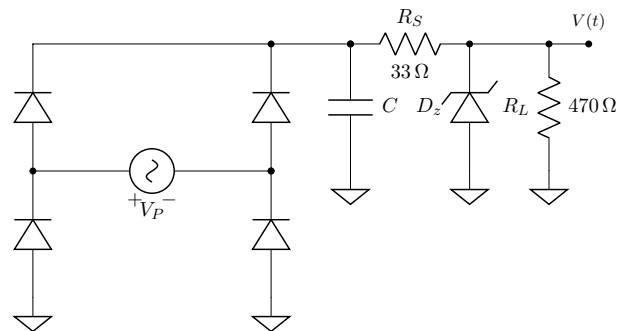 R_S
V(t)
33 Ω
C
D_z
R_L
470 Ω
+ V_P −